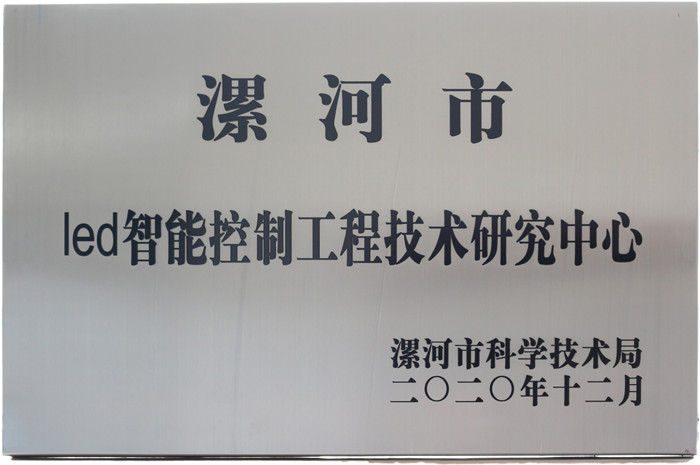 漯河市
led智能控制工程技术研究中心
漯河市科学技术局
二〇二〇年十二月